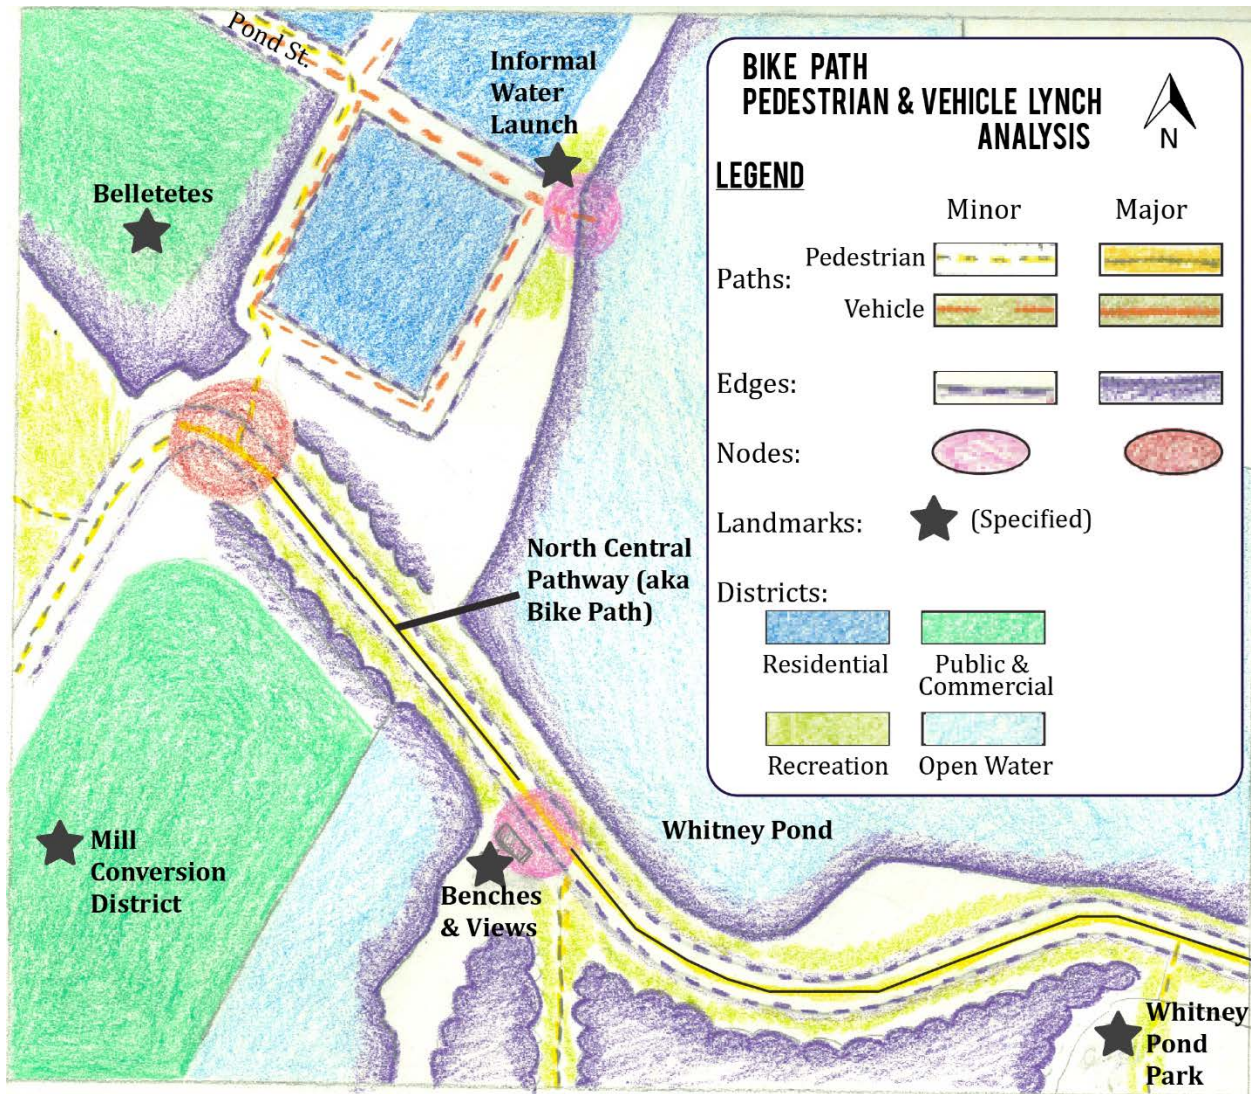 Pond St.
Informal
Water
Launch
Belletetes
North Central
Pathway (aka
Bike Path)
Whitney Pond
Mill
Conversion
District
Benches
& Views
Whitney
Pond
Park
BIKE PATH
PEDESTRIAN & VEHICLE LYNCH
ANALYSIS
N
LEGEND
Minor Major
Paths:
Pedestrian
Vehicle
Edges:
Nodes:
Landmarks: (Specified)
Districts:
Residential Public &
Commercial
Recreation Open Water